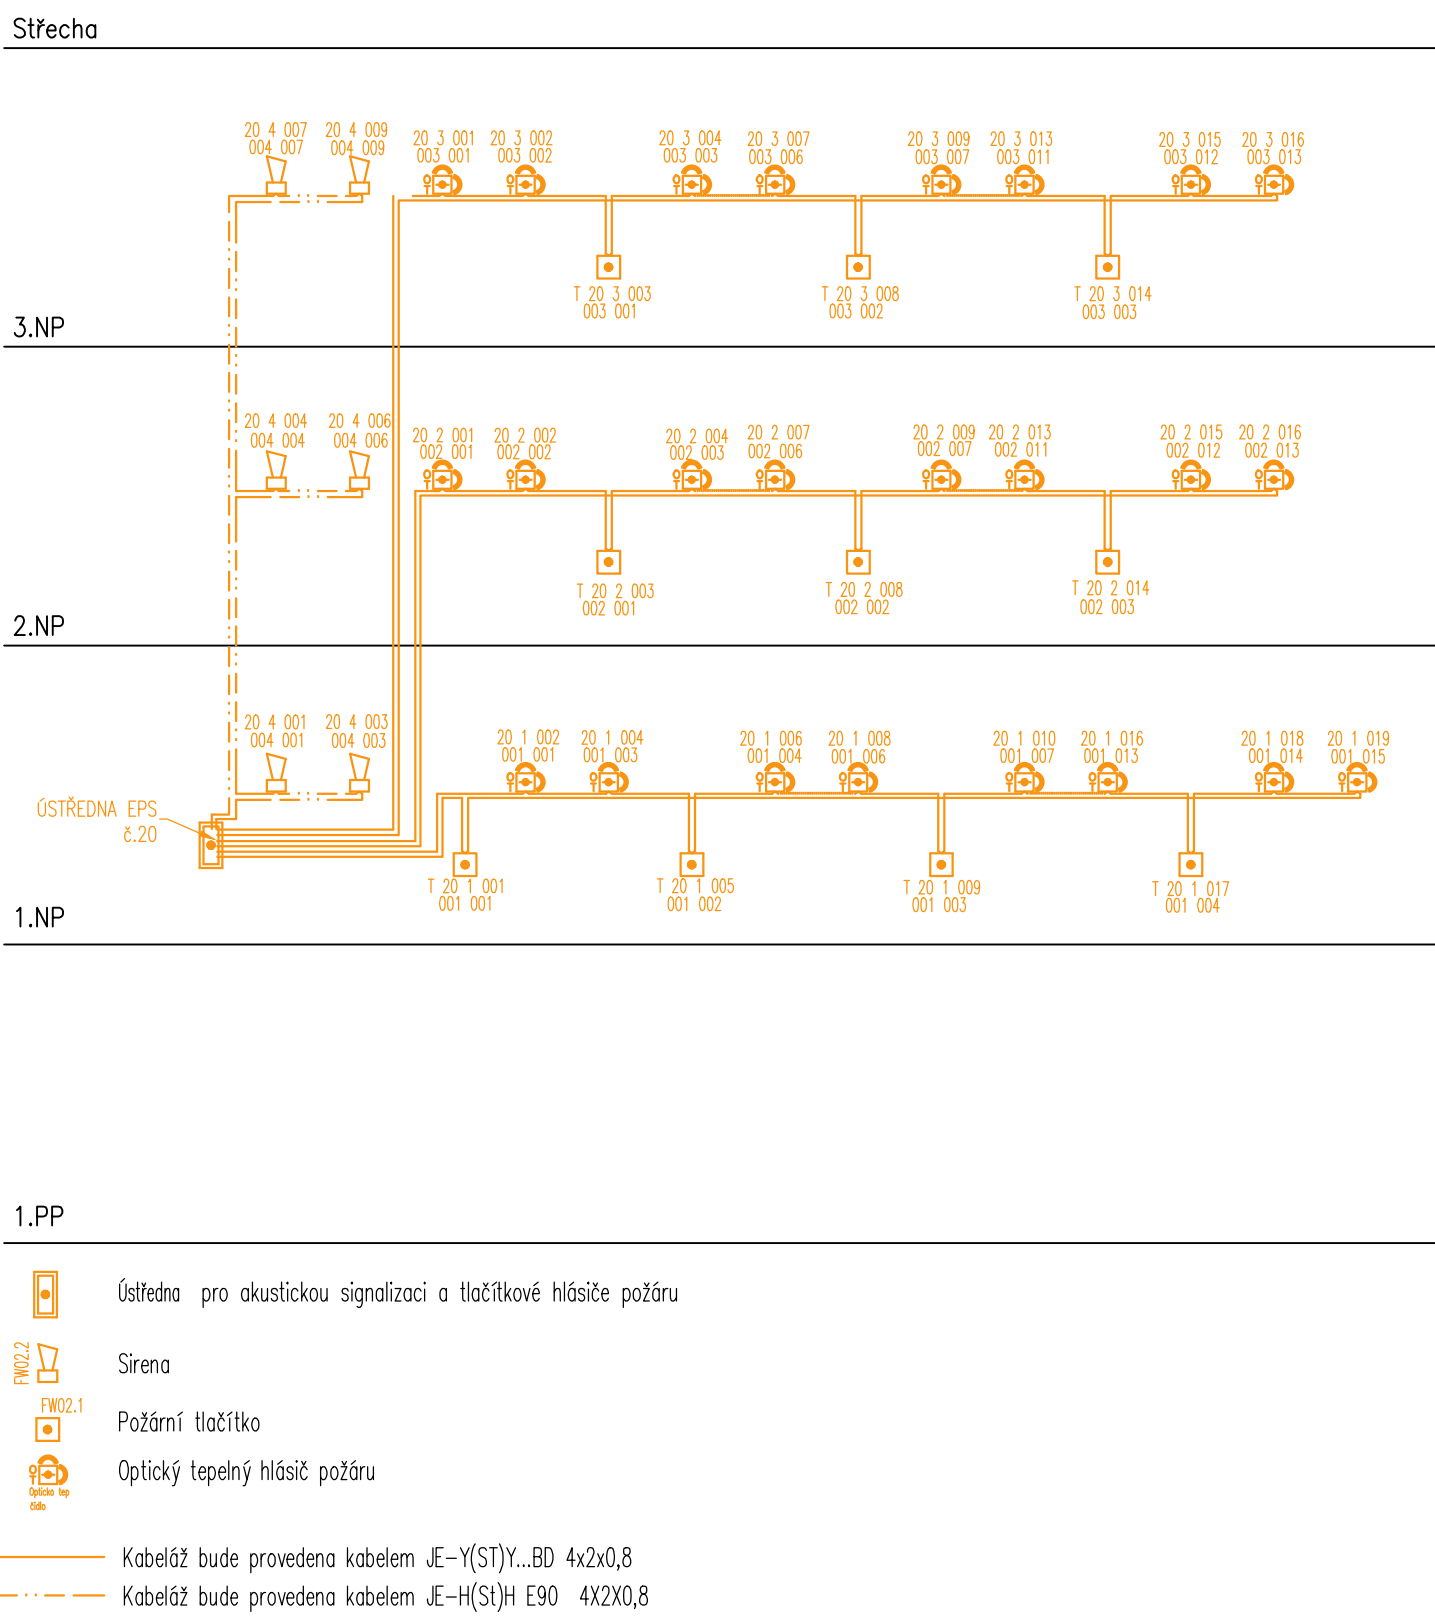 Střecha
20 4 007
004 007
20 4 009
004 009
20 3 001
003 001
20 3 002
003 002
20 3 004
003 003
20 3 007
003 006
20 3 009
003 007
20 3 013
003 011
20 3 015
003 012
20 3 016
003 013
T 20 3 003
003 001
T 20 3 008
003 002
T 20 3 014
003 003
3.NP
20 4 004
004 004
20 4 006
004 006
20 2 001
002 001
20 2 002
002 002
20 2 004
002 003
20 2 007
002 006
20 2 009
002 007
20 2 013
002 011
20 2 015
002 012
20 2 016
002 013
T 20 2 003
002 001
T 20 2 008
002 002
T 20 2 014
002 003
2.NP
20 4 001
004 001
20 4 003
004 003
20 1 002
001 001
20 1 004
001 003
20 1 006
001 004
20 1 008
001 006
20 1 010
001 007
20 1 016
001 013
20 1 018
001 014
20 1 019
001 015
ÚSTŘEDNA EPS
č.20
T 20 1 001
001 001
T 20 1 005
001 002
T 20 1 009
001 003
T 20 1 017
001 004
1.NP
1.PP
Ústředna pro akustickou signalizaci a tlačítkové hlásiče požáru
FW02.2
Sirena
FW02.1
Požární tlačítko
Optický tepelný hlásič požáru
Opticko tep
čidlo
Kabeláž bude provedena kabelem JE-Y(ST)Y...BD 4x2x0,8
Kabeláž bude provedena kabelem JE-H(St)H E90 4X2X0,8